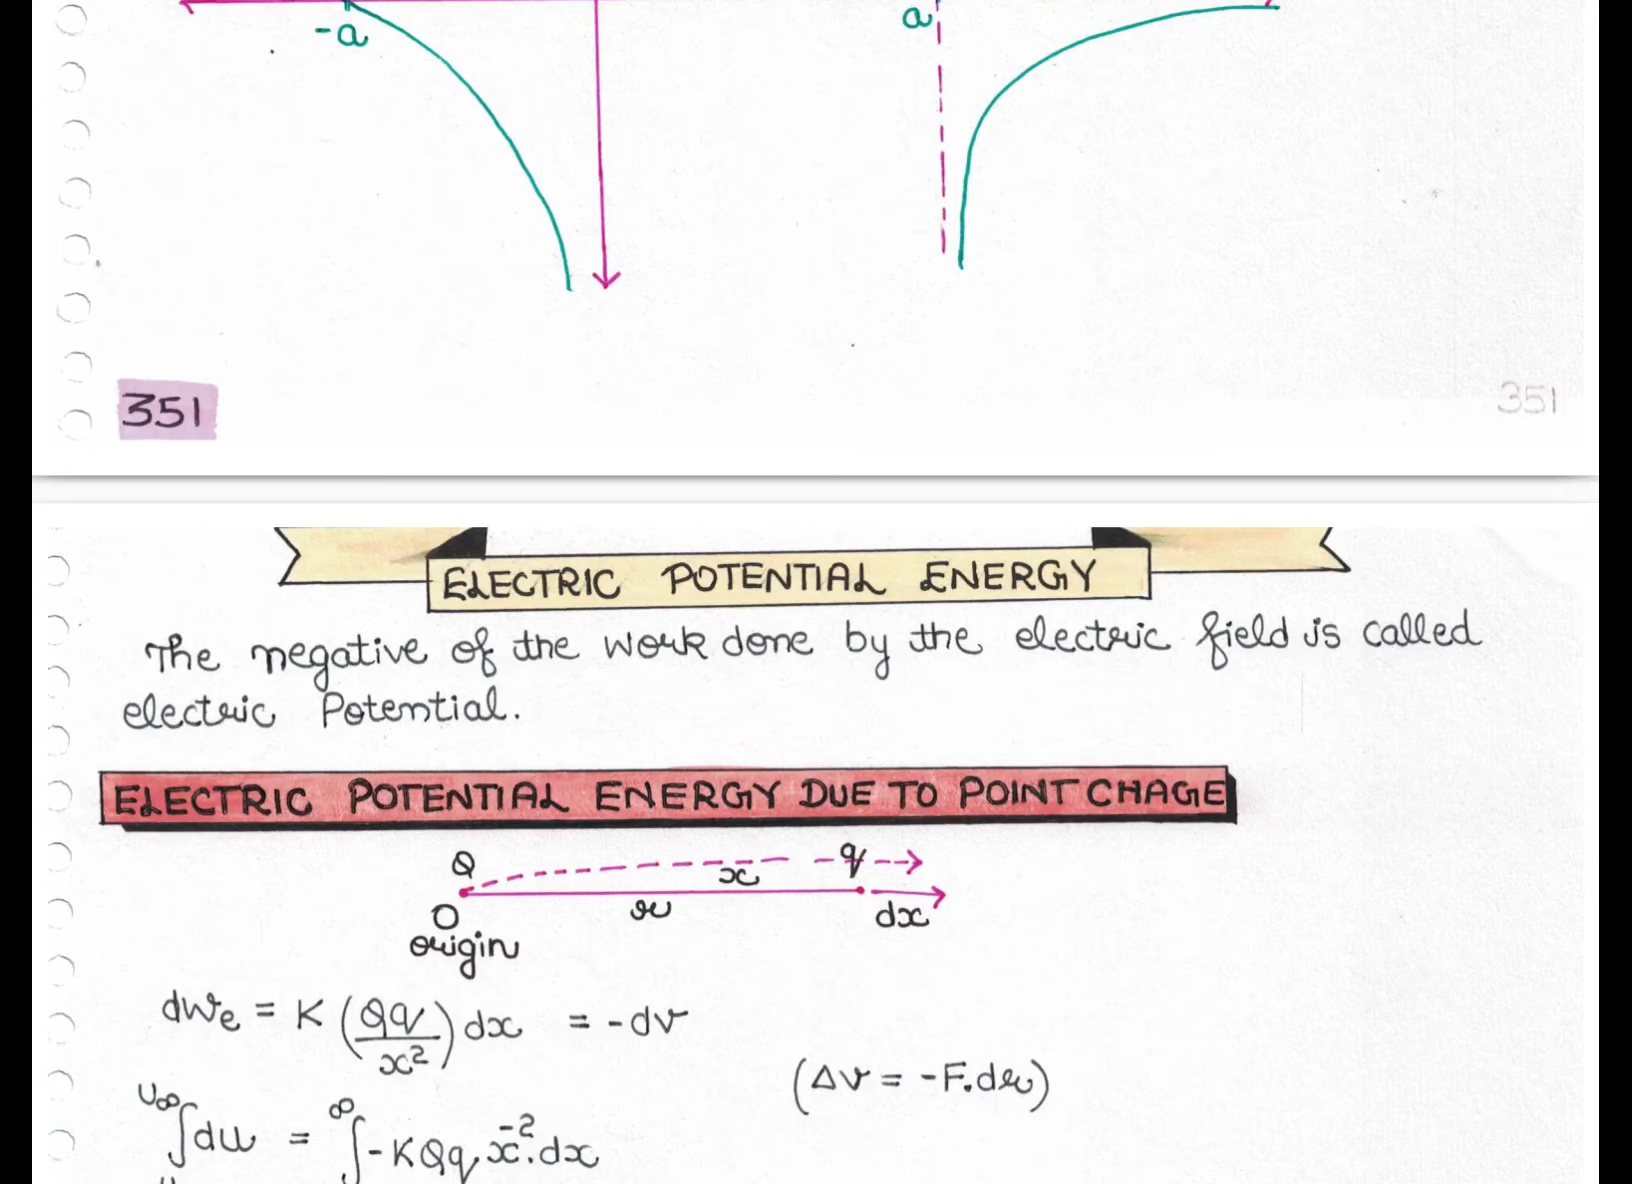 -a
a
351
351
ELECTRIC POTENTIAL ENERGY
The negative of the work done by the electric field is called
electric Potential.
ELECTRIC POTENTIAL ENERGY DUE TO POINT CHAGE
Q x q
O r dx
origin
dwe = K (Qq/x²) dx = -dv
(Δv = -F.dr)
U∞ ∫du = ∞ ∫-KQq x⁻².dx